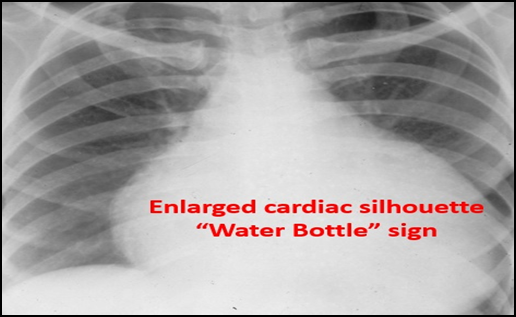 Enlarged cardiac silhouette
“Water Bottle” sign